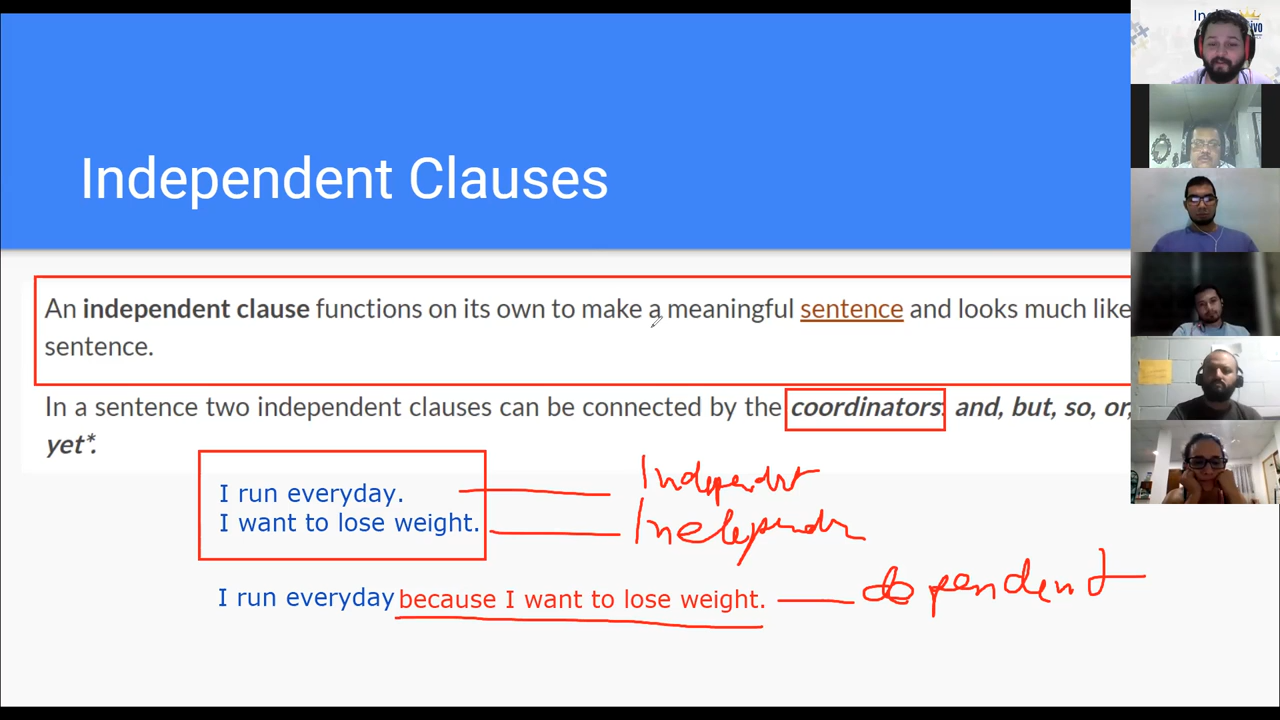 Independent Clauses
An independent clause functions on its own to make a meaningful sentence and looks much like
sentence.
In a sentence two independent clauses can be connected by the coordinators: and, but, so, or,
yet*.
I run everyday.
Independent
I want to lose weight.
Independ
I run everyday because I want to lose weight.
dependent